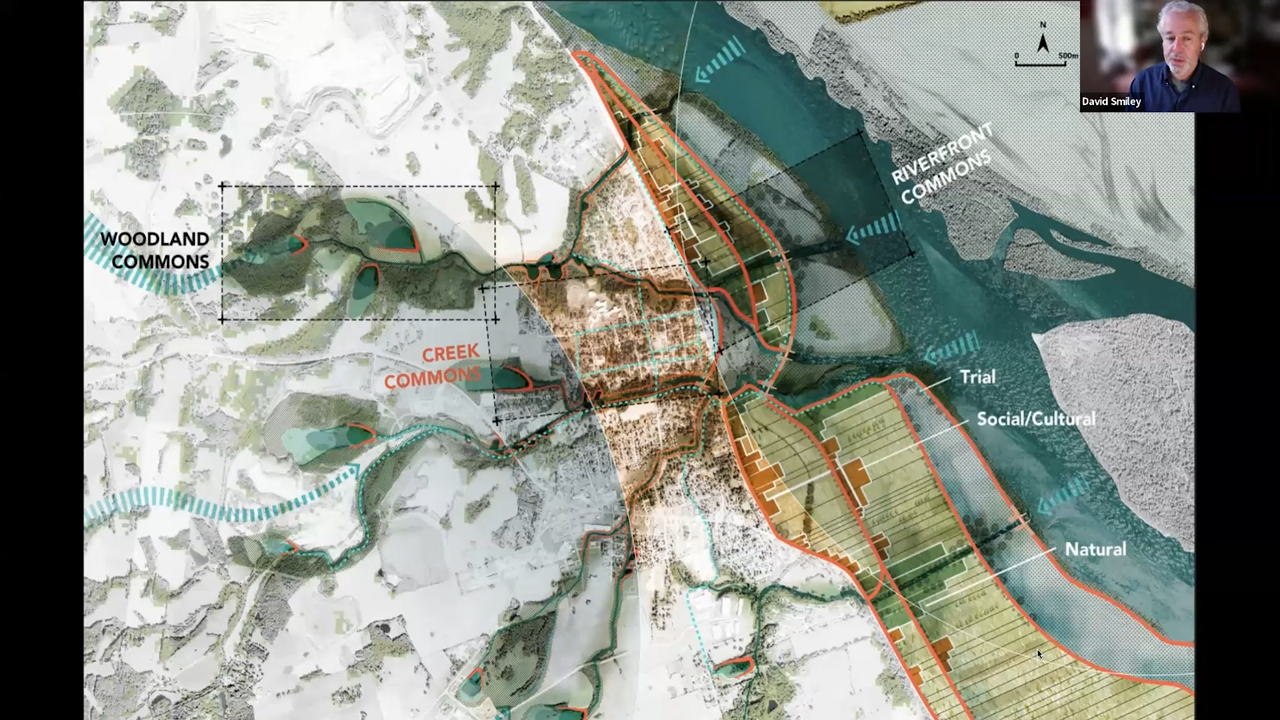 N
0 500m
David Smiley
RIVERFRONT
COMMONS
WOODLAND
COMMONS
CREEK
COMMONS
Trial
Social/Cultural
Natural